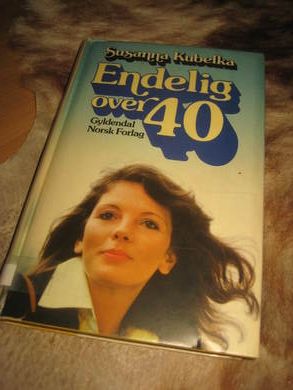 Susanna Kubelka
Endelig
over 40
Gyldendal
Norsk Forlag